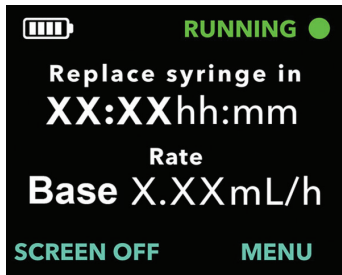 RUNNING
Replace syringe in
XX:XXhh:mm
Rate
Base X.XXmL/h
SCREEN OFF MENU